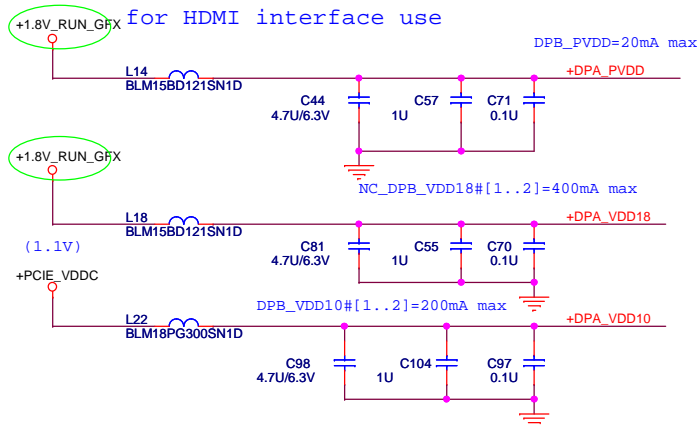 +1.8V_RUN_GFX for HDMI interface use
DPB_PVDD=20mA max
L14
BLM15BD121SN1D
+DPA_PVDD
C44
4.7U/6.3V
C57
1U
C71
0.1U
+1.8V_RUN_GFX
NC_DPB_VDD18#[1..2]=400mA max
L18
BLM15BD121SN1D
+DPA_VDD18
(1.1V)
C81
4.7U/6.3V
C55
1U
C70
0.1U
+PCIE_VDDC
DPB_VDD10#[1..2]=200mA max
L22
BLM18PG300SN1D
+DPA_VDD10
C98
4.7U/6.3V
C104
1U
C97
0.1U